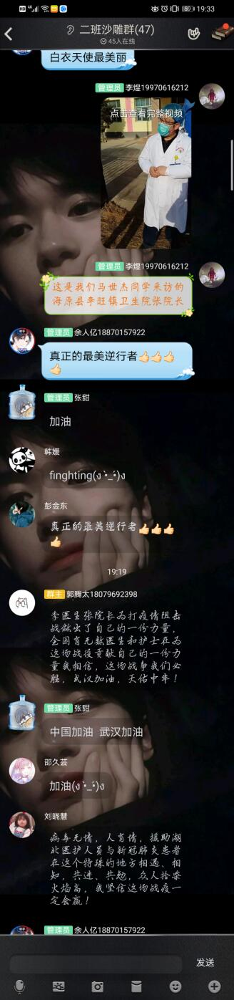 HD 4G 59 19:33
二班沙雕群(47)
45人在线
白衣天使最美丽
管理员 李煜19970616212
点击查看完整视频
管理员 李煜19970616212
这是我们马世杰同学采访的
海原县李旺镇卫生院张院长
管理员 余人亿18870157922
真正的最美逆行者👍👍👍
👍
管理员 张甜
加油
韩媛
finghting(ง •̀_•́)ง
彭金东
真正的最美逆行者👍👍👍
👍
19:19
群主 郭腾太18079692398
李医生张院长为打疫情阻击
战做出了自己的一份力量,
全国有无数医生和护士在为
这场战役贡献自己的一份力
量我相信，这场战争我们必
胜，武汉加油，天佑中华！
管理员 张甜
中国加油 武汉加油
邵久芸
加油(ง •̀_•́)ง
刘晓慧
病毒无情，人有情，援助湖
北医护人员与新冠肺炎患者
在这个特殊的地方相遇、相
知，共进、共勉，众人拾柴
火焰高，我坚信这场战疫一
定会赢！
管理员 余人亿18870157922
发送